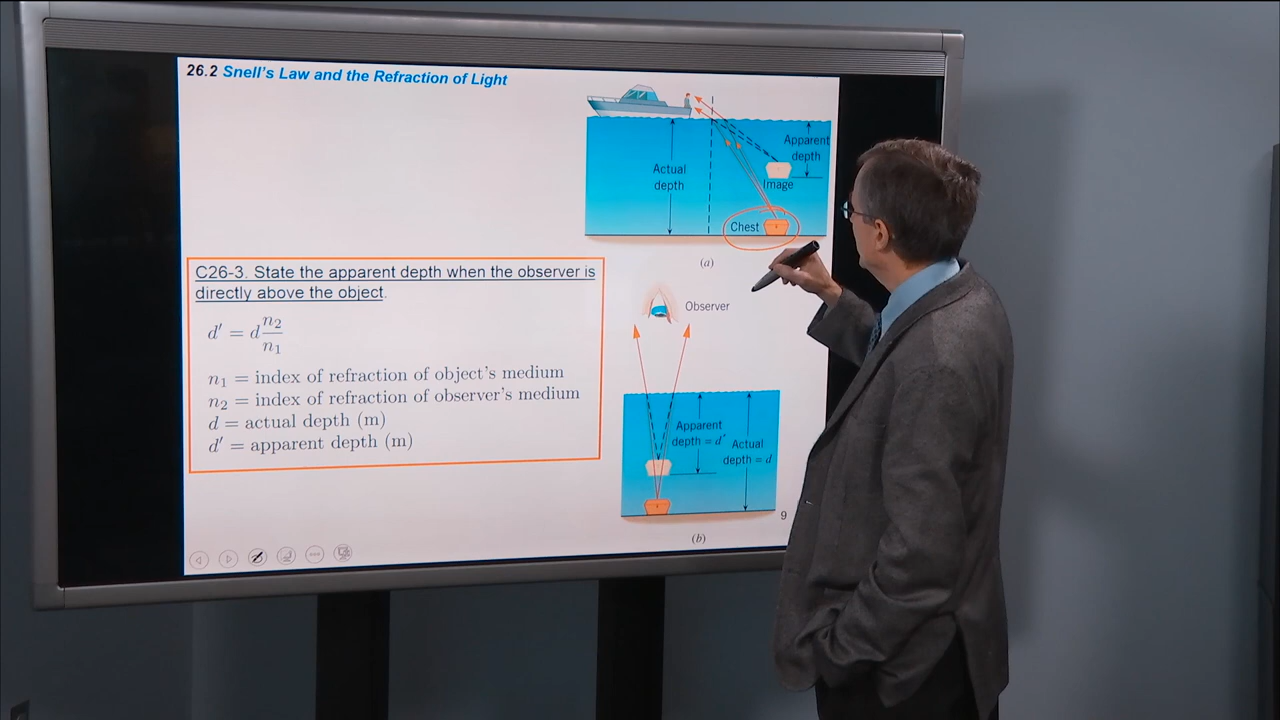 26.2 Snell's Law and the Refraction of Light
Apparent
depth
Actual
depth
Image
Chest
(a)
C26-3. State the apparent depth when the observer is
directly above the object.
d′ = d n₂/n₁
n₁ = index of refraction of object's medium
n₂ = index of refraction of observer's medium
d = actual depth (m)
d′ = apparent depth (m)
Observer
Apparent
depth = d′
Actual
depth = d
9
(b)